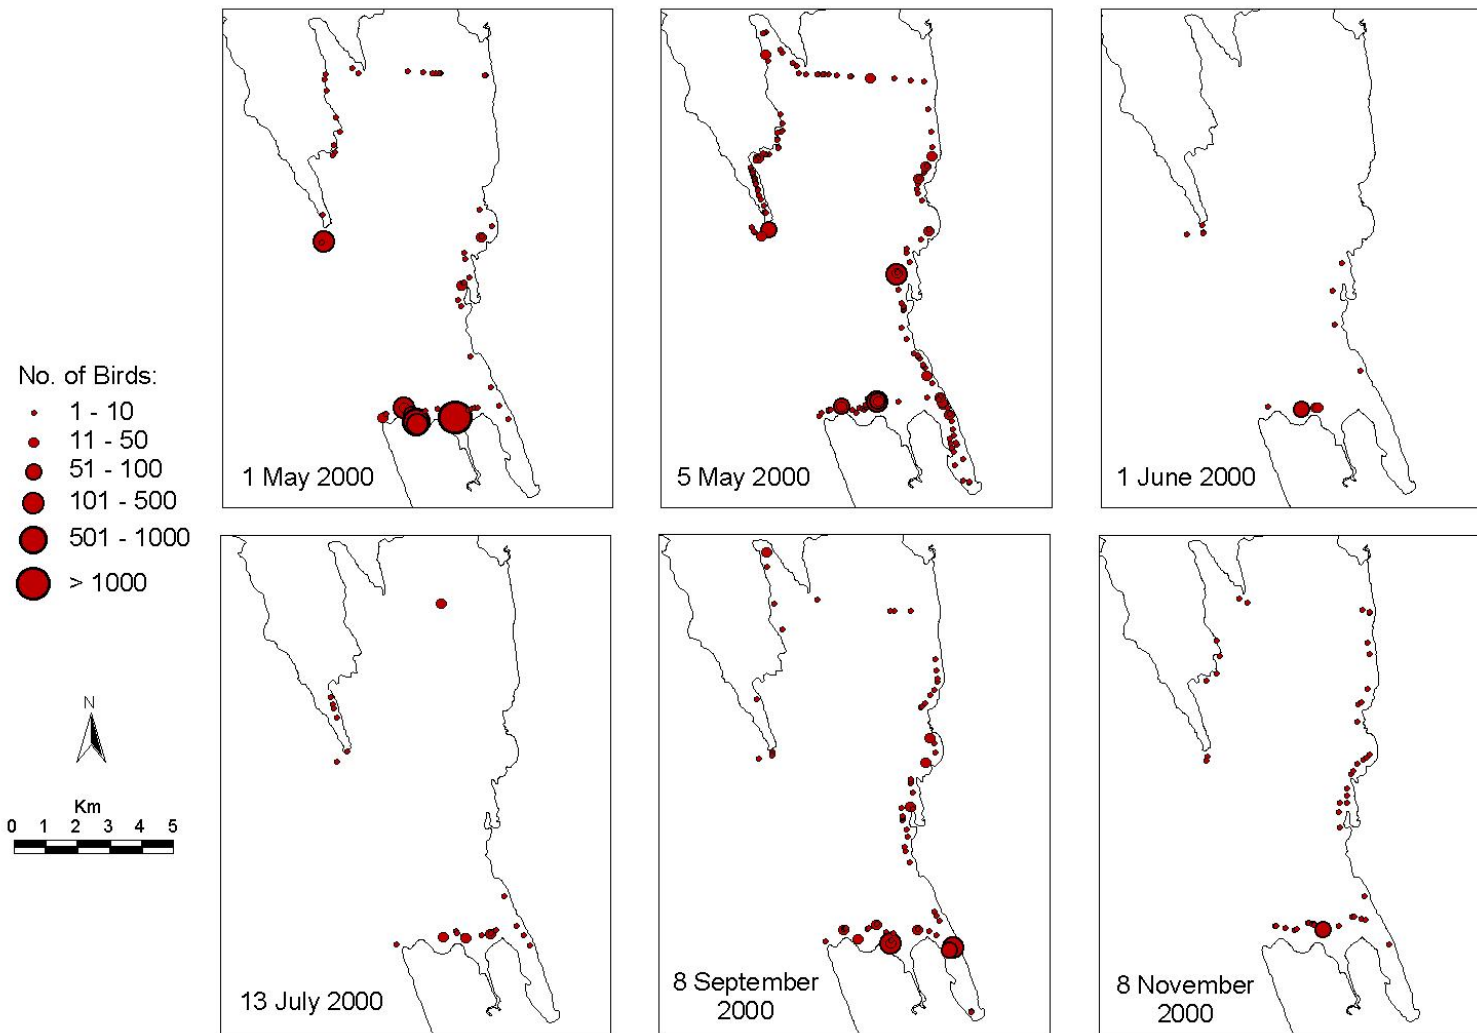 No. of Birds:
1 - 10
11 - 50
51 - 100
101 - 500
501 - 1000
> 1000
N
Km
0 1 2 3 4 5
1 May 2000
5 May 2000
1 June 2000
13 July 2000
8 September
2000
8 November
2000